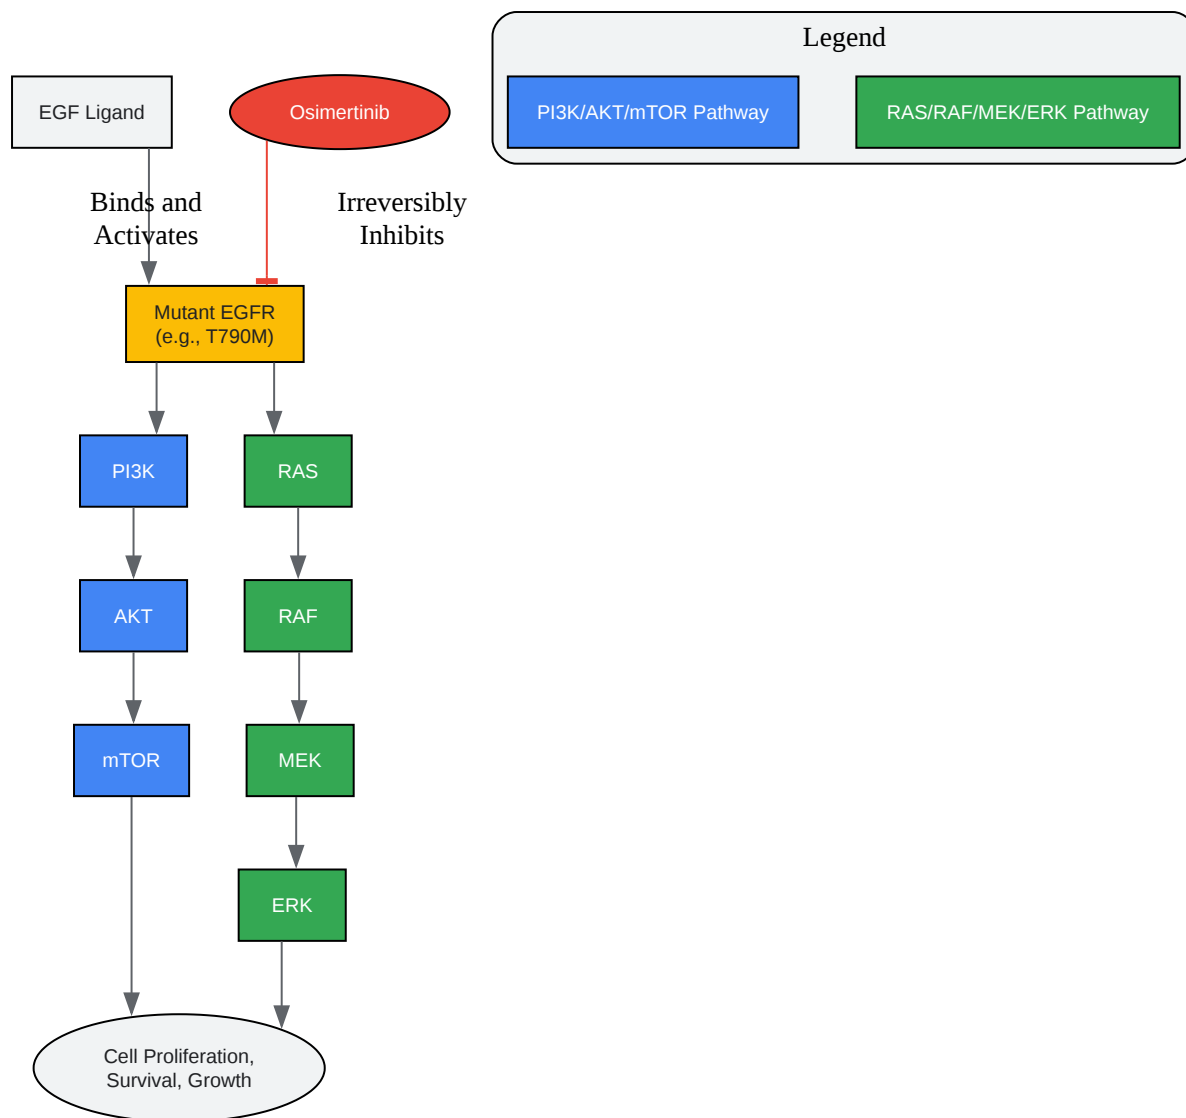 Legend
EGF Ligand
Osimertinib
PI3K/AKT/mTOR Pathway
RAS/RAF/MEK/ERK Pathway
Binds and
Activates
Irreversibly
Inhibits
Mutant EGFR
(e.g., T790M)
PI3K
RAS
AKT
RAF
mTOR
MEK
ERK
Cell Proliferation,
Survival, Growth